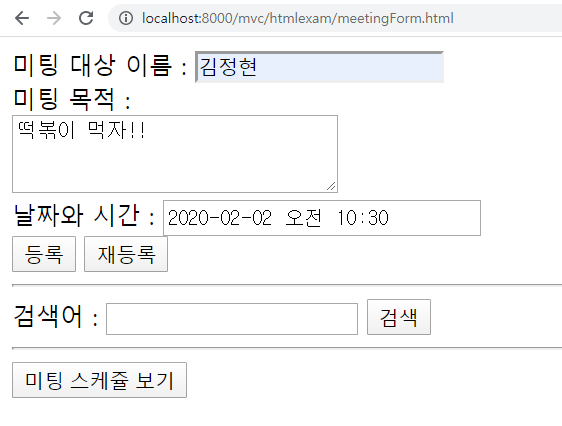 localhost:8000/mvc/htmlexam/meetingForm.html
미팅 대상 이름 : 김정현
미팅 목적 :
떡볶이 먹자!!
날짜와 시간 : 2020-02-02 오전 10:30
등록 재등록
검색어 : 검색
미팅 스케쥴 보기